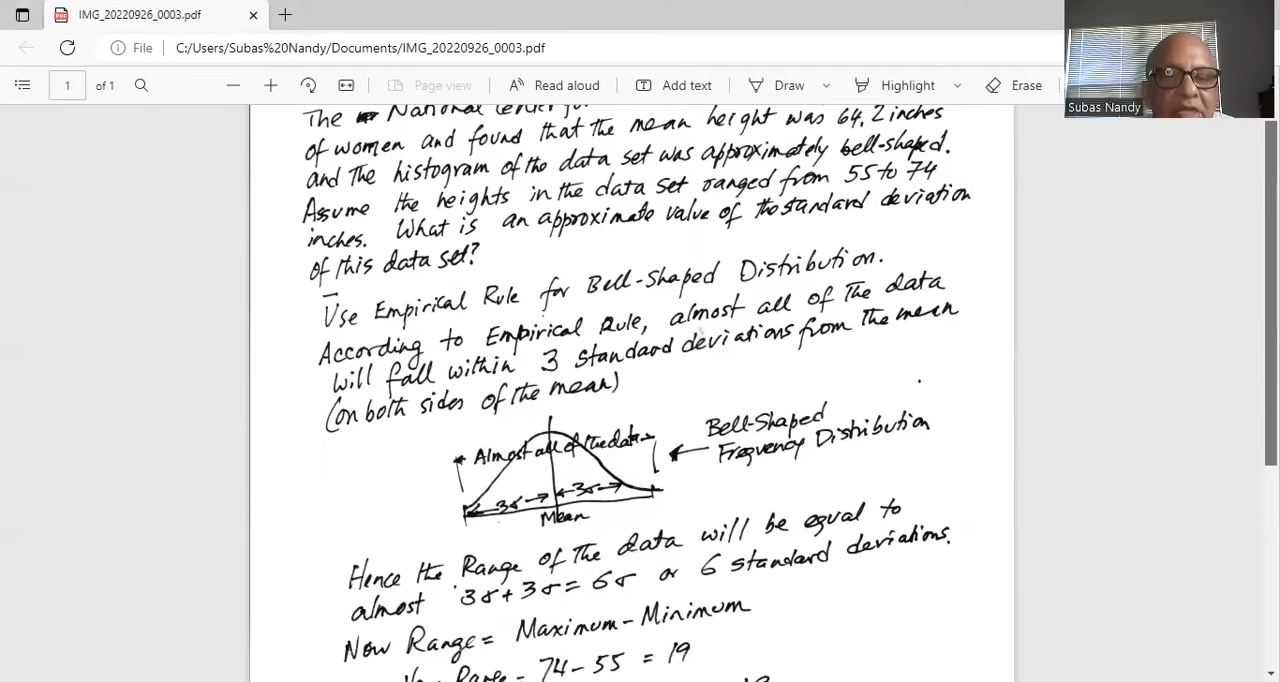 IMG_20220926_0003.pdf
File C:/Users/Subas%20Nandy/Documents/IMG_20220926_0003.pdf
1 of 1 Page view Read aloud Add text Draw Highlight Erase
Subas Nandy
The National Center for
of women and found that the mean height was 64.2 inches
and The histogram of the data set was approximately bell-shaped.
Assume the heights in the data set ranged from 55 to 74
inches. What is an approximate value of the standard deviation
of this data set?
Use Empirical Rule for Bell-Shaped Distribution.
According to Empirical Rule, almost all of The data
will fall within 3 standard deviations from The mean
(on both sides of the mean)
Almost all of the data
Bell-Shaped
Frequency Distribution
3σ 3σ
Mean
Hence the Range of The data will be equal to
almost 3σ + 3σ = 6σ or 6 standard deviations.
Now Range = Maximum - Minimum
Range = 74 - 55 = 19